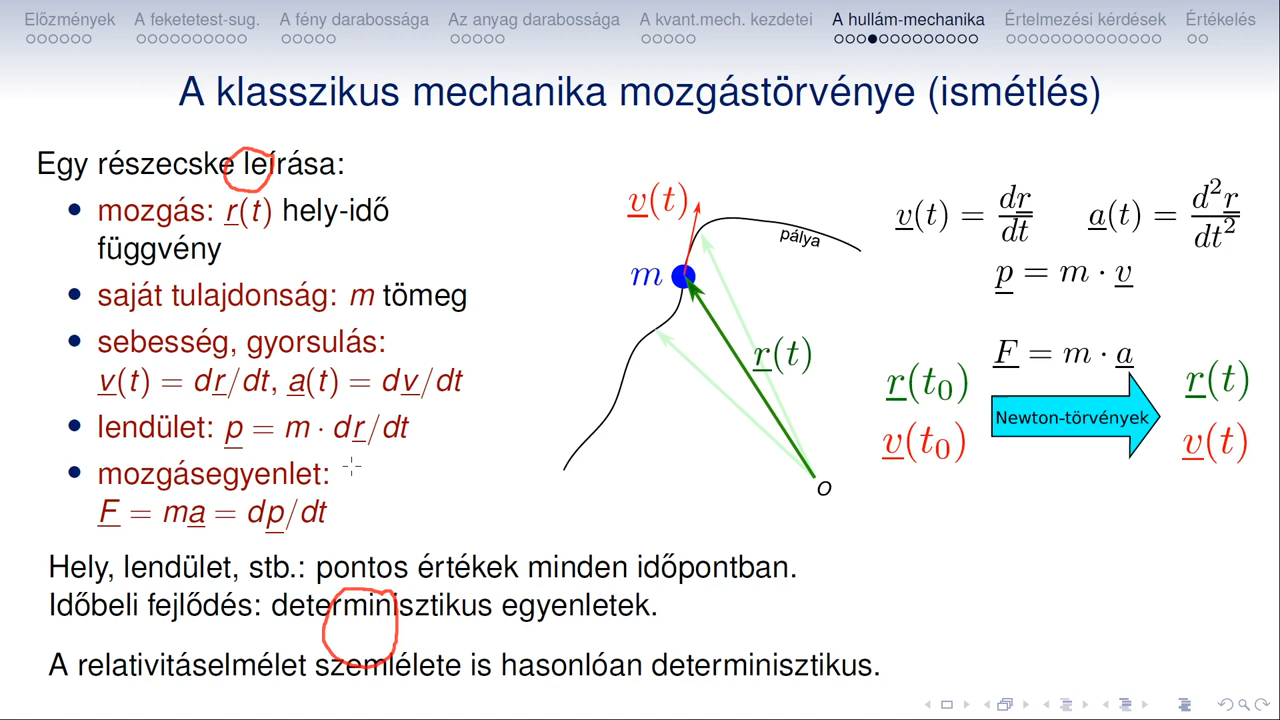 Előzmények A feketetest-sug. A fény darabossága Az anyag darabossága A kvant.mech. kezdetei A hullám-mechanika Értelmezési kérdések Értékelés
A klasszikus mechanika mozgástörvénye (ismétlés)
Egy részecske leírása:
• mozgás: r(t) hely-idő
függvény
• saját tulajdonság: m tömeg
• sebesség, gyorsulás:
v(t) = dr/dt, a(t) = dv/dt
• lendület: p = m · dr/dt
• mozgásegyenlet:
F = ma = dp/dt
v(t)
pálya
m
r(t)
O
v(t) = dr/dt a(t) = d²r/dt²
p = m · v
F = m · a
r(t₀)
v(t₀)
Newton-törvények
r(t)
v(t)
Hely, lendület, stb.: pontos értékek minden időpontban.
Időbeli fejlődés: determinisztikus egyenletek.
A relativitáselmélet szemlélete is hasonlóan determinisztikus.